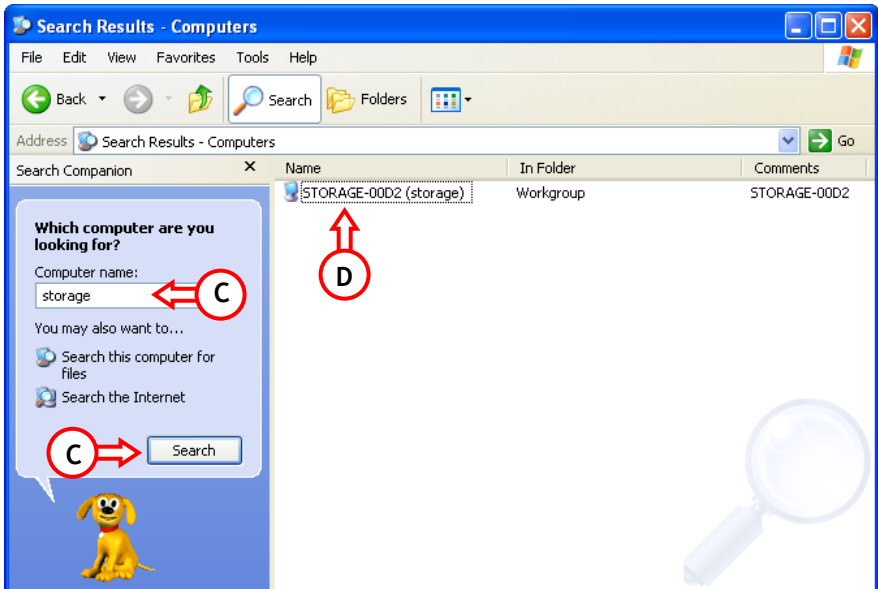 Search Results - Computers
File Edit View Favorites Tools Help
Back Search Folders
Address Search Results - Computers Go
Search Companion X
Name In Folder Comments
STORAGE-00D2 (storage) Workgroup STORAGE-00D2
Which computer are you
looking for?
Computer name:
storage
C
D
You may also want to...
Search this computer for
files
Search the Internet
C
Search